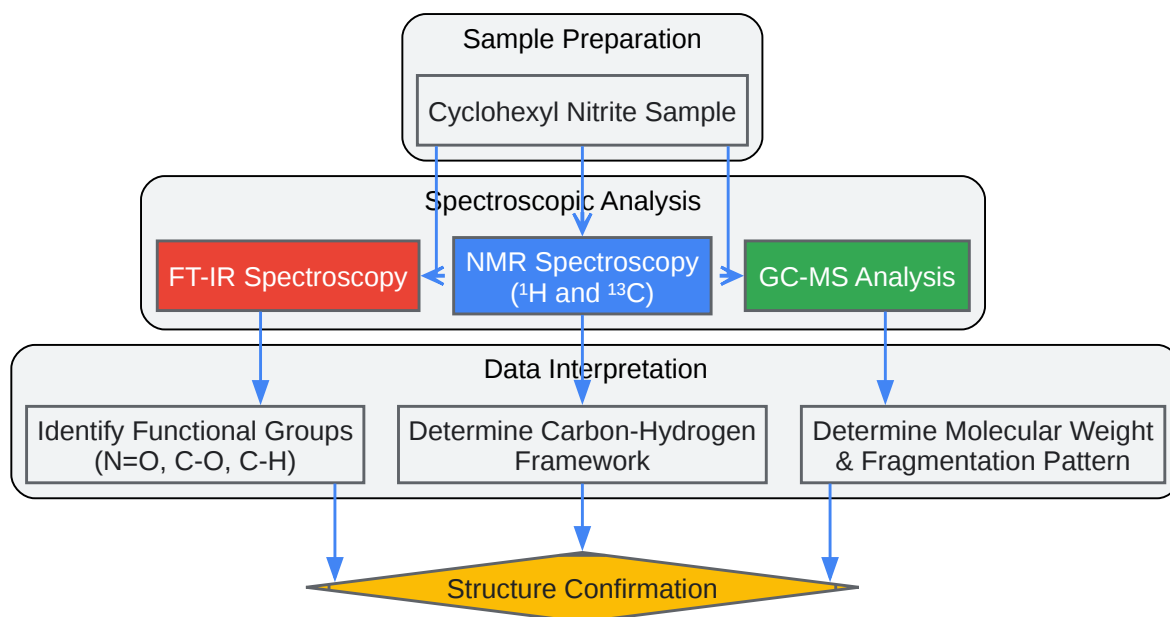 Sample Preparation
Cyclohexyl Nitrite Sample
Spectroscopic Analysis
FT-IR Spectroscopy
NMR Spectroscopy
(¹H and ¹³C)
GC-MS Analysis
Data Interpretation
Identify Functional Groups
(N=O, C-O, C-H)
Determine Carbon-Hydrogen
Framework
Determine Molecular Weight
& Fragmentation Pattern
Structure Confirmation